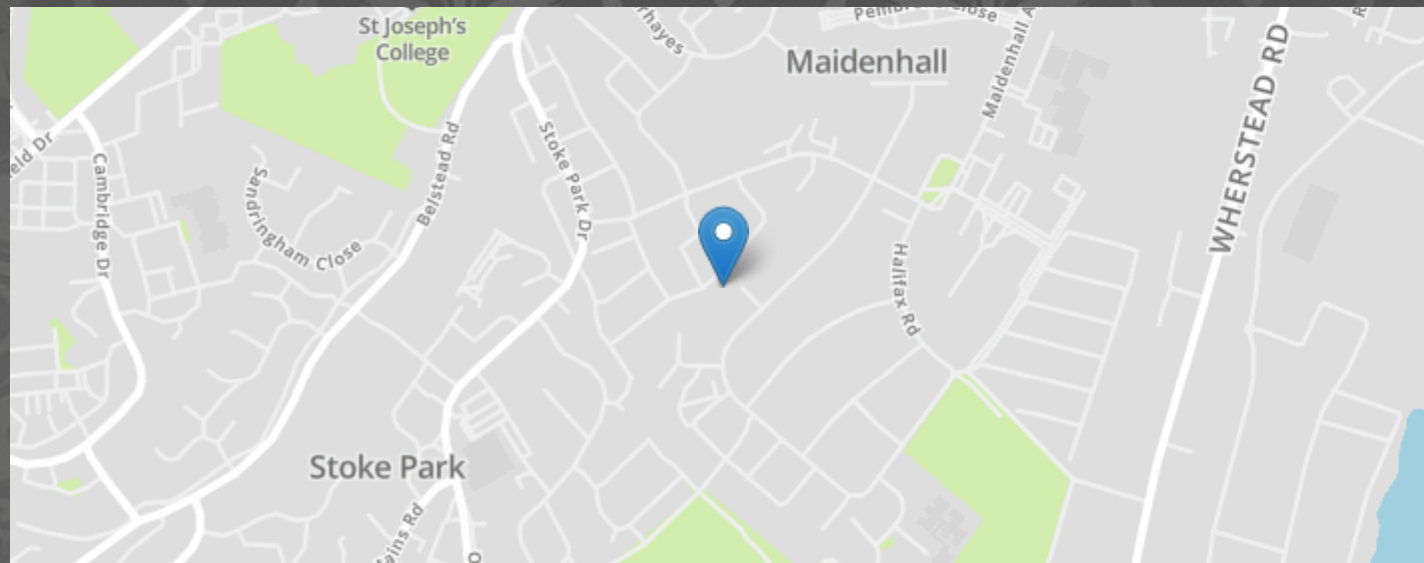 St Joseph's
College
Maidenhall
Maidenhall A
WHERSTEAD RD
Cambridge Dr
Sandringham Close
Belstead Rd
Stoke Park Dr
Halifax Rd
Stoke Park